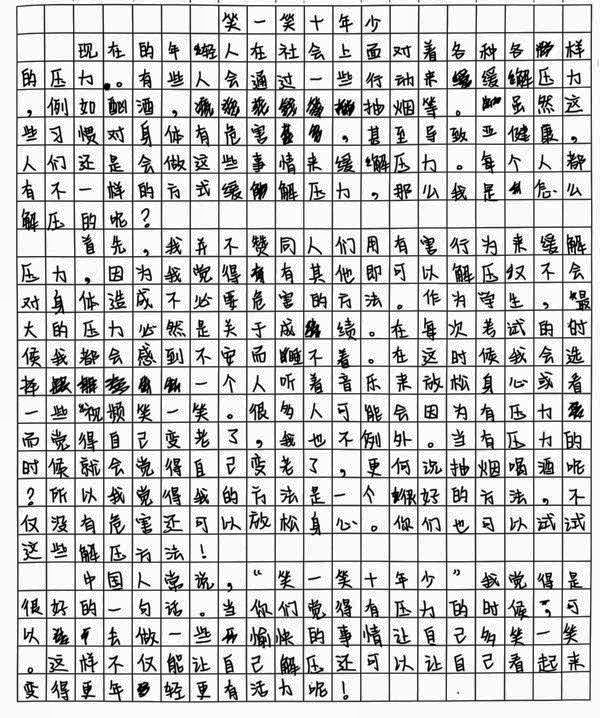 笑一笑十年少
现在的年轻人在社会上面对着各种各样
的压力。有些人会通过一些行动来缓解压力
，例如酗酒，抽烟等。虽然这
些习惯对身体有危害，甚至导致亚健康，
人们还是会做这些事情来缓解压力。每个人都
有不一样的方式缓解压力，那么我是怎么
解压的呢？
首先，我并不赞同人们用有害行为来缓解
压力，因为我觉得有其他即可以解压纹不会
对身体造成不必要危害的方法。作为学生，最
大的压力必然是关于成绩。在每次考试的时
候我都会感到不安而睡不着。在这时候我会选
择一个人听着音乐来放松身心或看
一些视频笑一笑。很多人可能会因为有压力
而觉得自己变老了，我也不例外。当有压力的
时候就会觉得自己变老了，更何况抽烟喝酒呢
？所以我觉得我的方法是一个很好的方法，不
仅没有危害还可以放松身心。你们也可以试试
这些解压方法！
中国人常说，“笑一笑十年少”我觉得是
很好的一句话。当你们觉得有压力的时候，可
以去做一些愉快的事情让自己多笑一笑
。这样不仅能让自己解压还可以让自己看起来
变得更年轻更有活力呢！